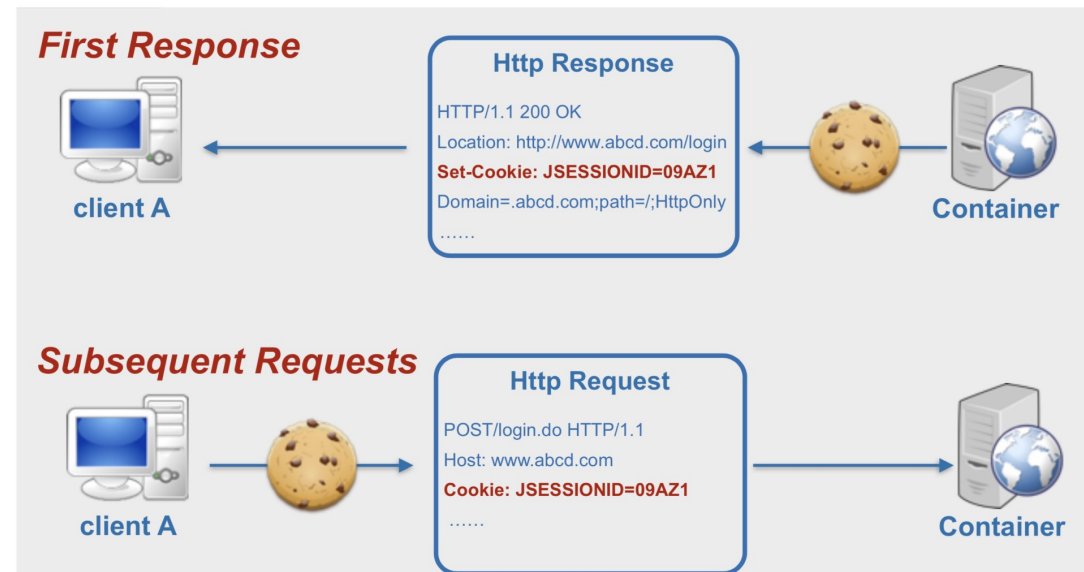 First Response
Http Response
HTTP/1.1 200 OK
Location: http://www.abcd.com/login
Set-Cookie: JSESSIONID=09AZ1
Domain=.abcd.com;path=/;HttpOnly
……
client A
Container
Subsequent Requests
Http Request
POST/login.do HTTP/1.1
Host: www.abcd.com
Cookie: JSESSIONID=09AZ1
……
client A
Container